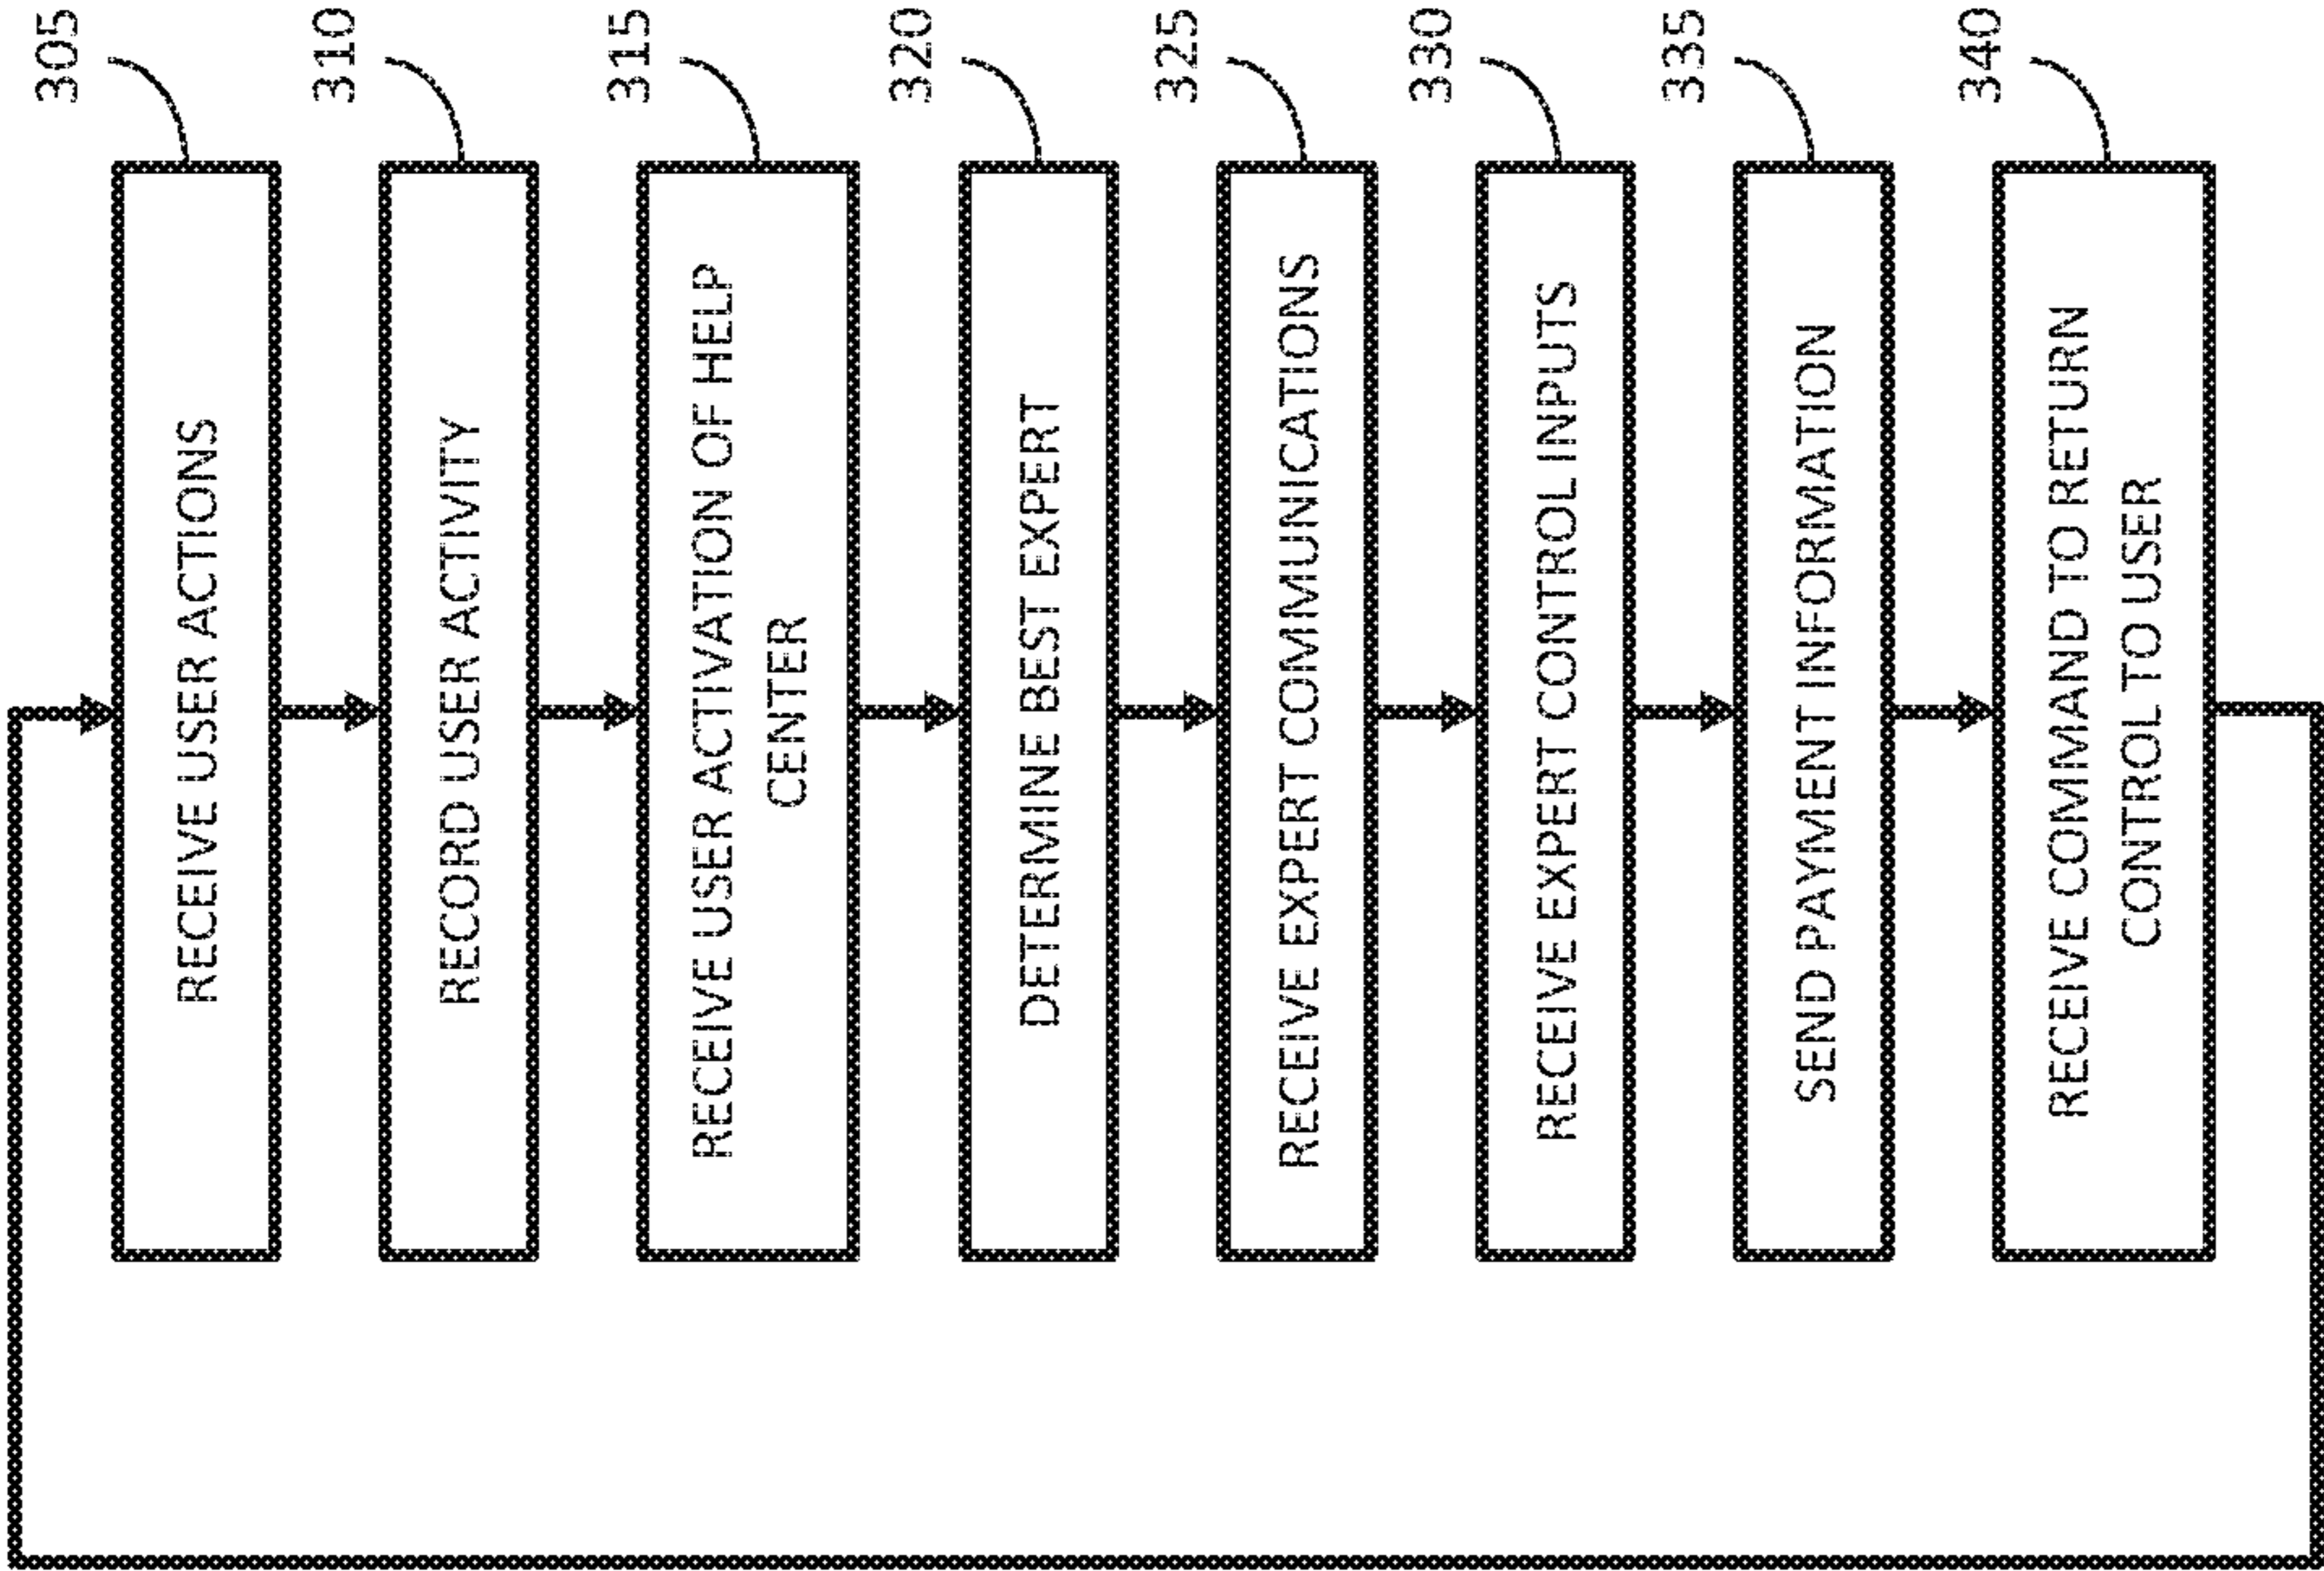 305
RECEIVE USER ACTIONS
310
RECORD USER ACTIVITY
315
RECEIVE USER ACTIVATION OF HELP
CENTER
320
DETERMINE BEST EXPERT
325
RECEIVE EXPERT COMMUNICATIONS
330
RECEIVE EXPERT CONTROL INPUTS
335
SEND PAYMENT INFORMATION
340
RECEIVE COMMAND TO RETURN
CONTROL TO USER